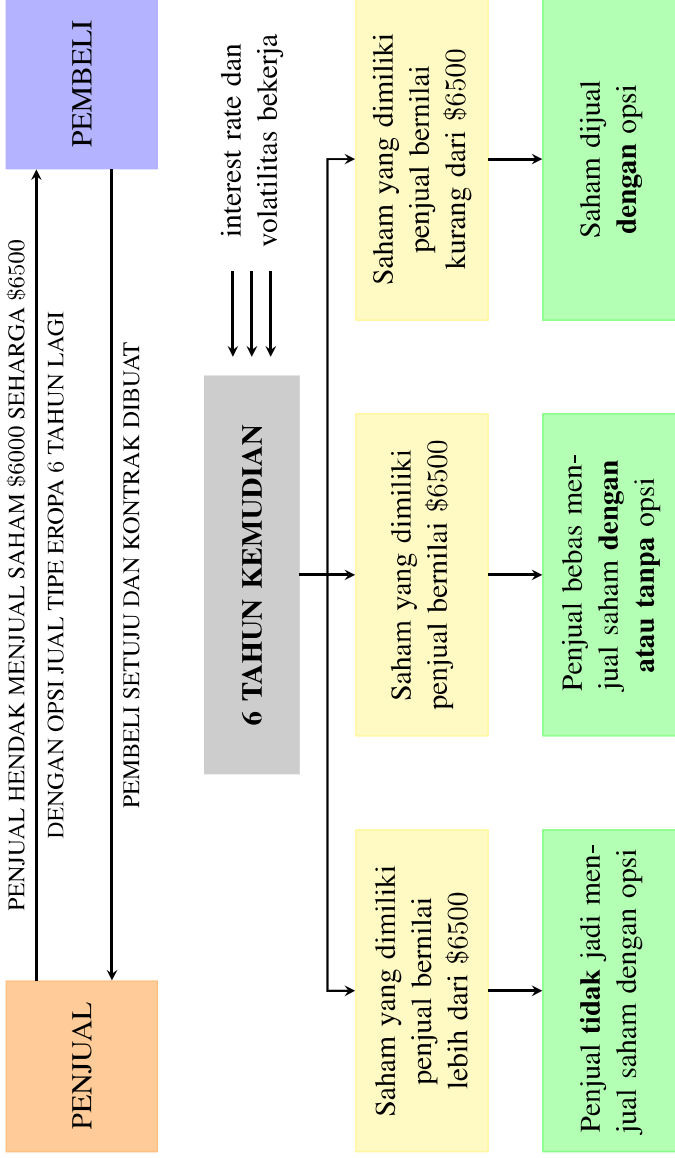 PENJUAL
PENJUAL HENDAK MENJUAL SAHAM $6000 SEHARGA $6500
DENGAN OPSI JUAL TIPE EROPA 6 TAHUN LAGI
PEMBELI
PEMBELI SETUJU DAN KONTRAK DIBUAT
6 TAHUN KEMUDIAN
interest rate dan
volatilitas bekerja
Saham yang dimiliki
penjual bernilai
lebih dari $6500
Saham yang dimiliki
penjual bernilai $6500
Saham yang dimiliki
penjual bernilai
kurang dari $6500
Penjual tidak jadi men-
jual saham dengan opsi
Penjual bebas men-
jual saham dengan
atau tanpa opsi
Saham dijual
dengan opsi